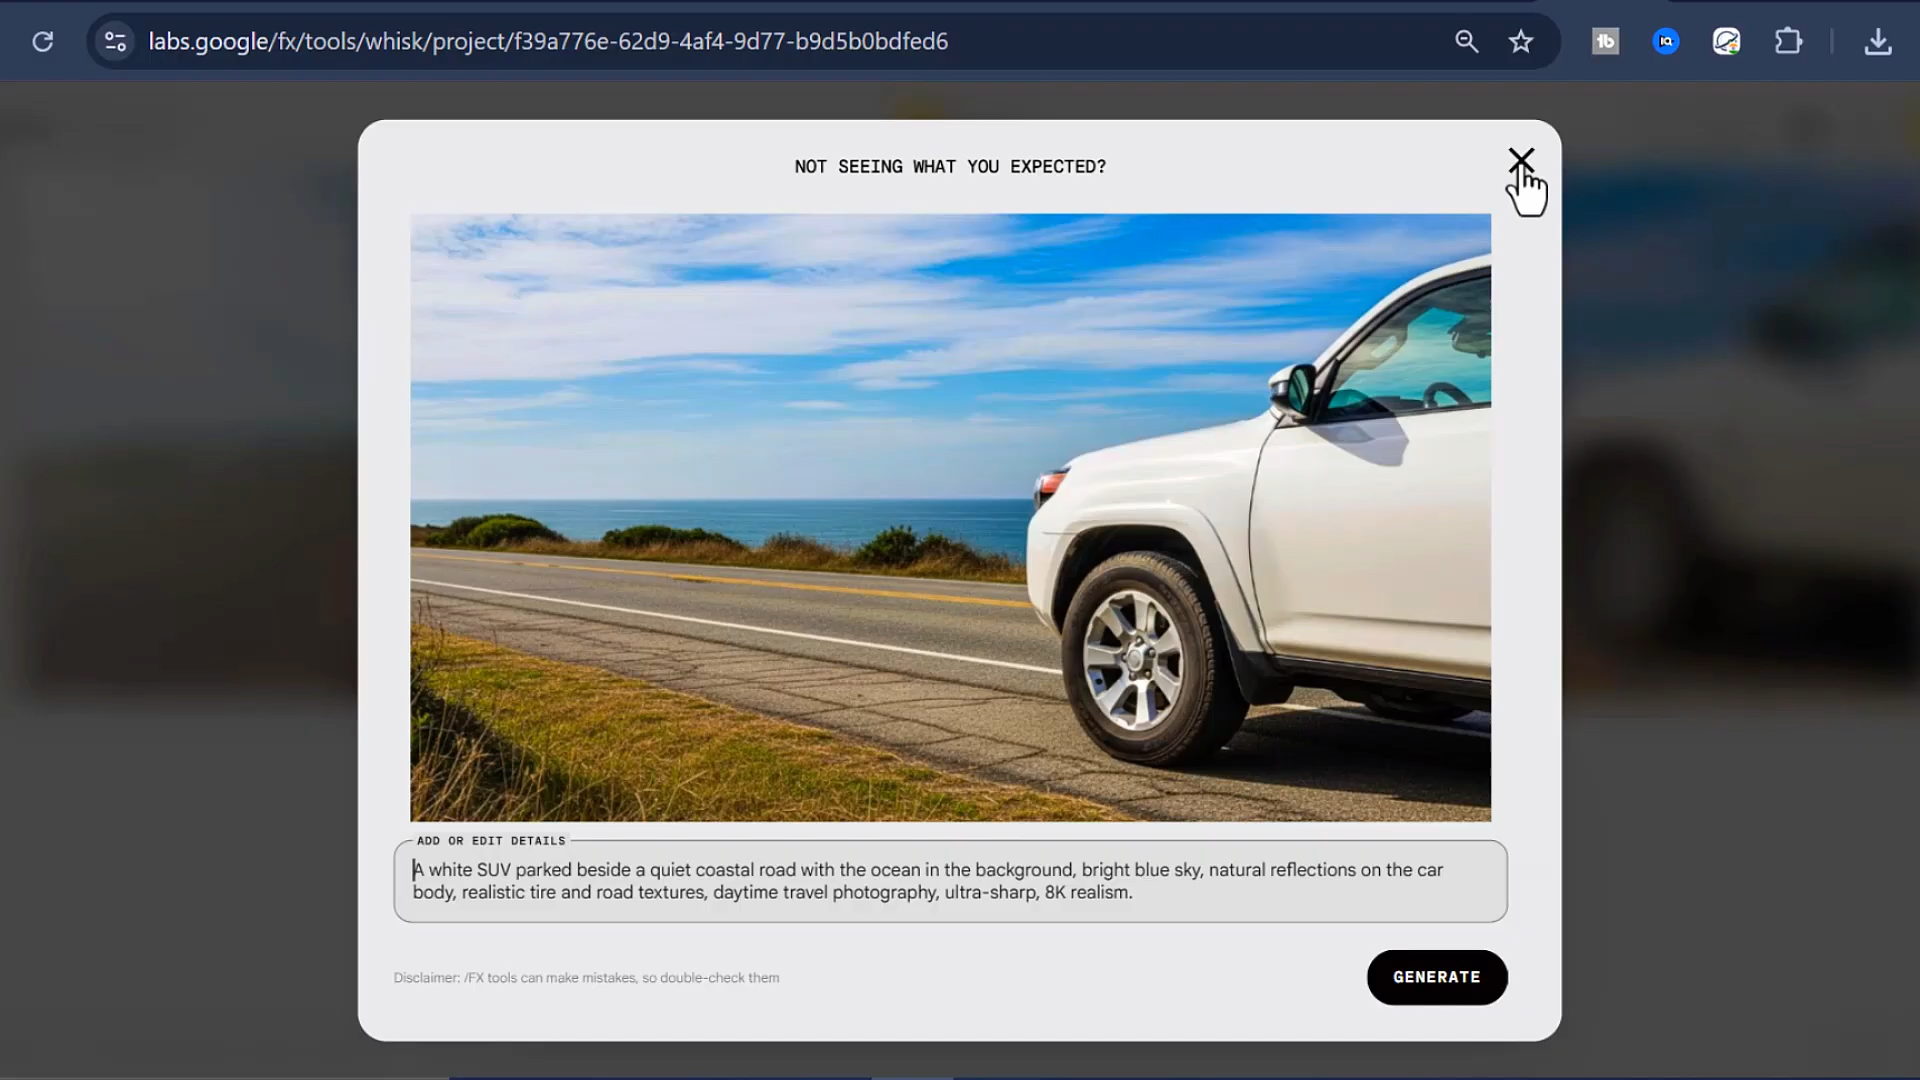 labs.google/fx/tools/whisk/project/f39a776e-62d9-4af4-9d77-b9d5b0bdfed6
tb
IQ
NOT SEEING WHAT YOU EXPECTED?
ADD OR EDIT DETAILS
A white SUV parked beside a quiet coastal road with the ocean in the background, bright blue sky, natural reflections on the car
body, realistic tire and road textures, daytime travel photography, ultra-sharp, 8K realism.
Disclaimer: /FX tools can make mistakes, so double-check them
GENERATE